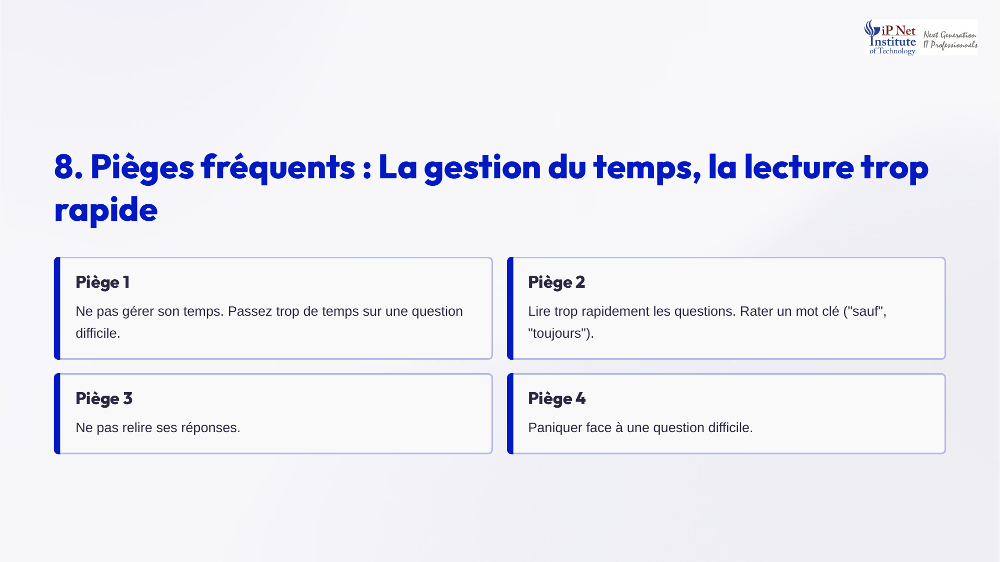 iP Net
Institute
of Technology
Next Generation
IT Professionnels
8. Pièges fréquents : La gestion du temps, la lecture trop
rapide
Piège 1
Ne pas gérer son temps. Passez trop de temps sur une question
difficile.
Piège 2
Lire trop rapidement les questions. Rater un mot clé ("sauf",
"toujours").
Piège 3
Ne pas relire ses réponses.
Piège 4
Paniquer face à une question difficile.